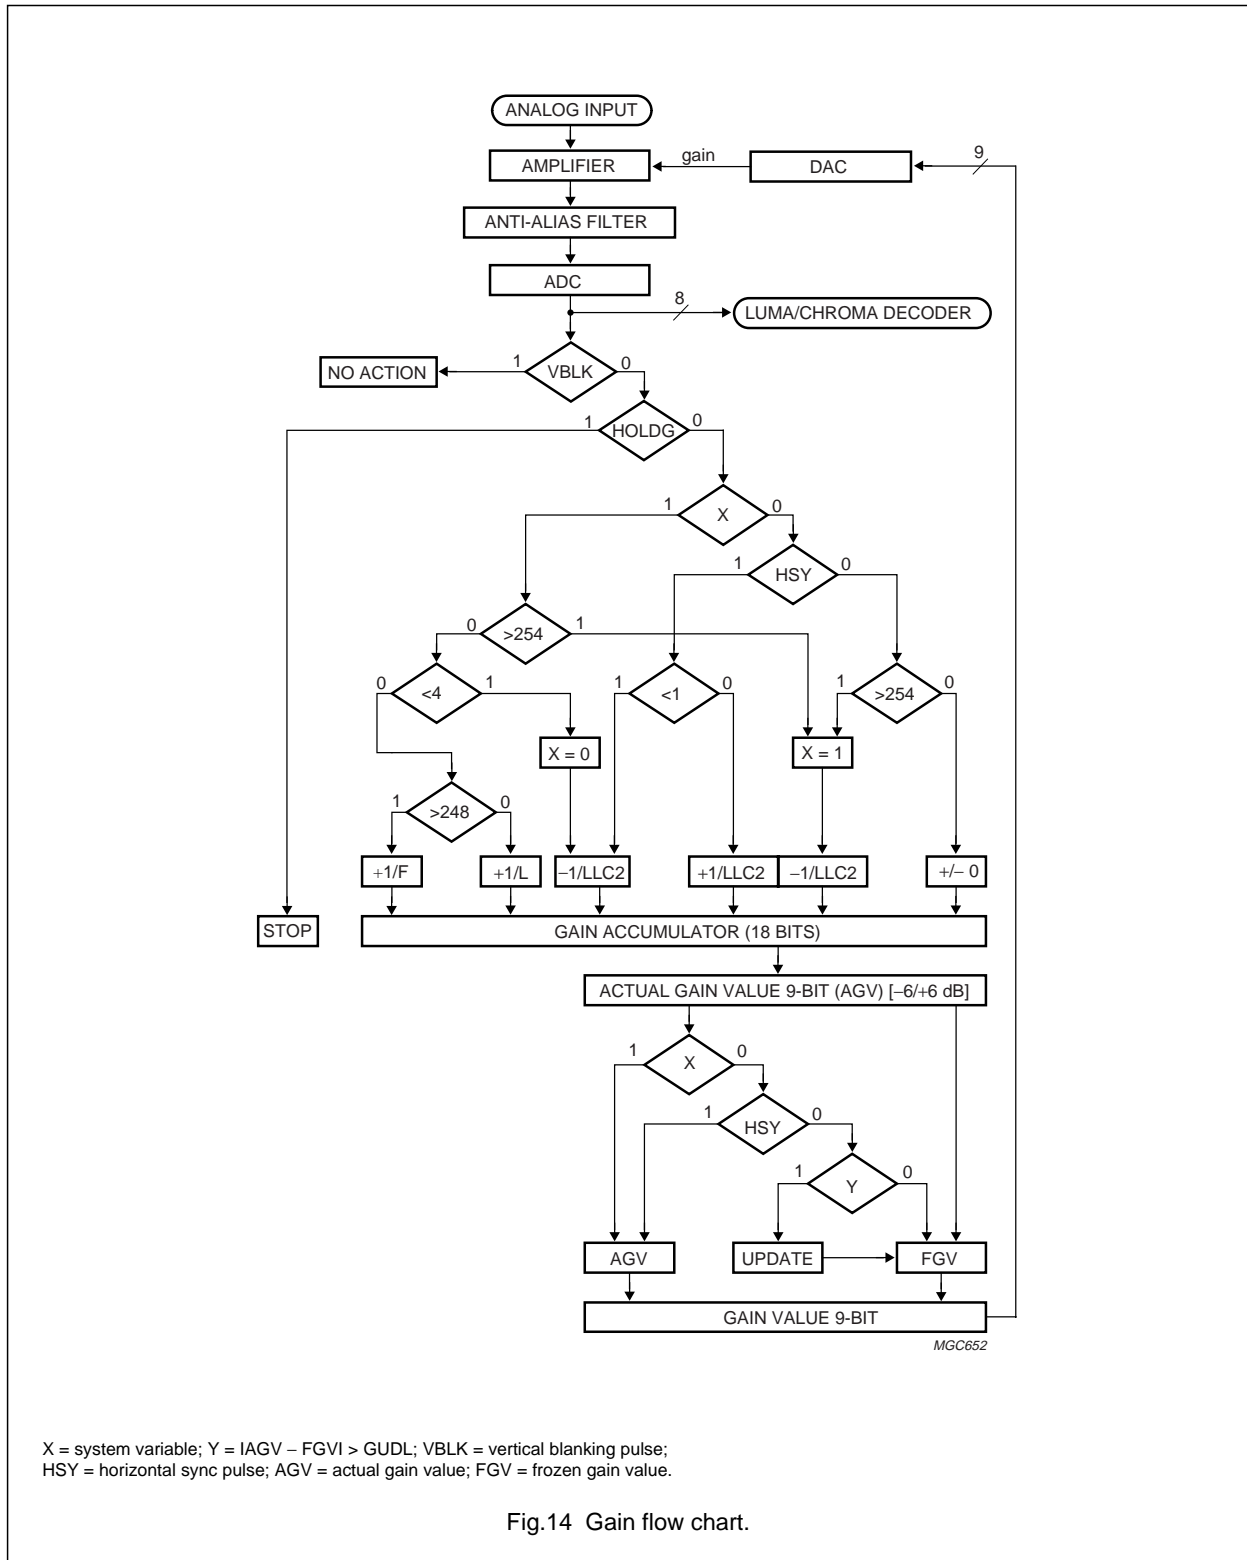 ANALOG INPUT
AMPLIFIER
gain
DAC
9
ANTI-ALIAS FILTER
ADC
8
LUMA/CHROMA DECODER
NO ACTION
1
VBLK
0
1
HOLDG
0
1
X
0
1
HSY
0
0
>254
1
0
<4
1
1
<1
0
1
>254
0
X = 0
X = 1
1
>248
0
+1/F
+1/L
−1/LLC2
+1/LLC2
−1/LLC2
+/− 0
STOP
GAIN ACCUMULATOR (18 BITS)
ACTUAL GAIN VALUE 9-BIT (AGV) [−6/+6 dB]
1
X
0
1
HSY
0
1
Y
0
AGV
UPDATE
FGV
GAIN VALUE 9-BIT
MGC652
X = system variable; Y = IAGV − FGVI > GUDL; VBLK = vertical blanking pulse;
HSY = horizontal sync pulse; AGV = actual gain value; FGV = frozen gain value.
Fig.14 Gain flow chart.